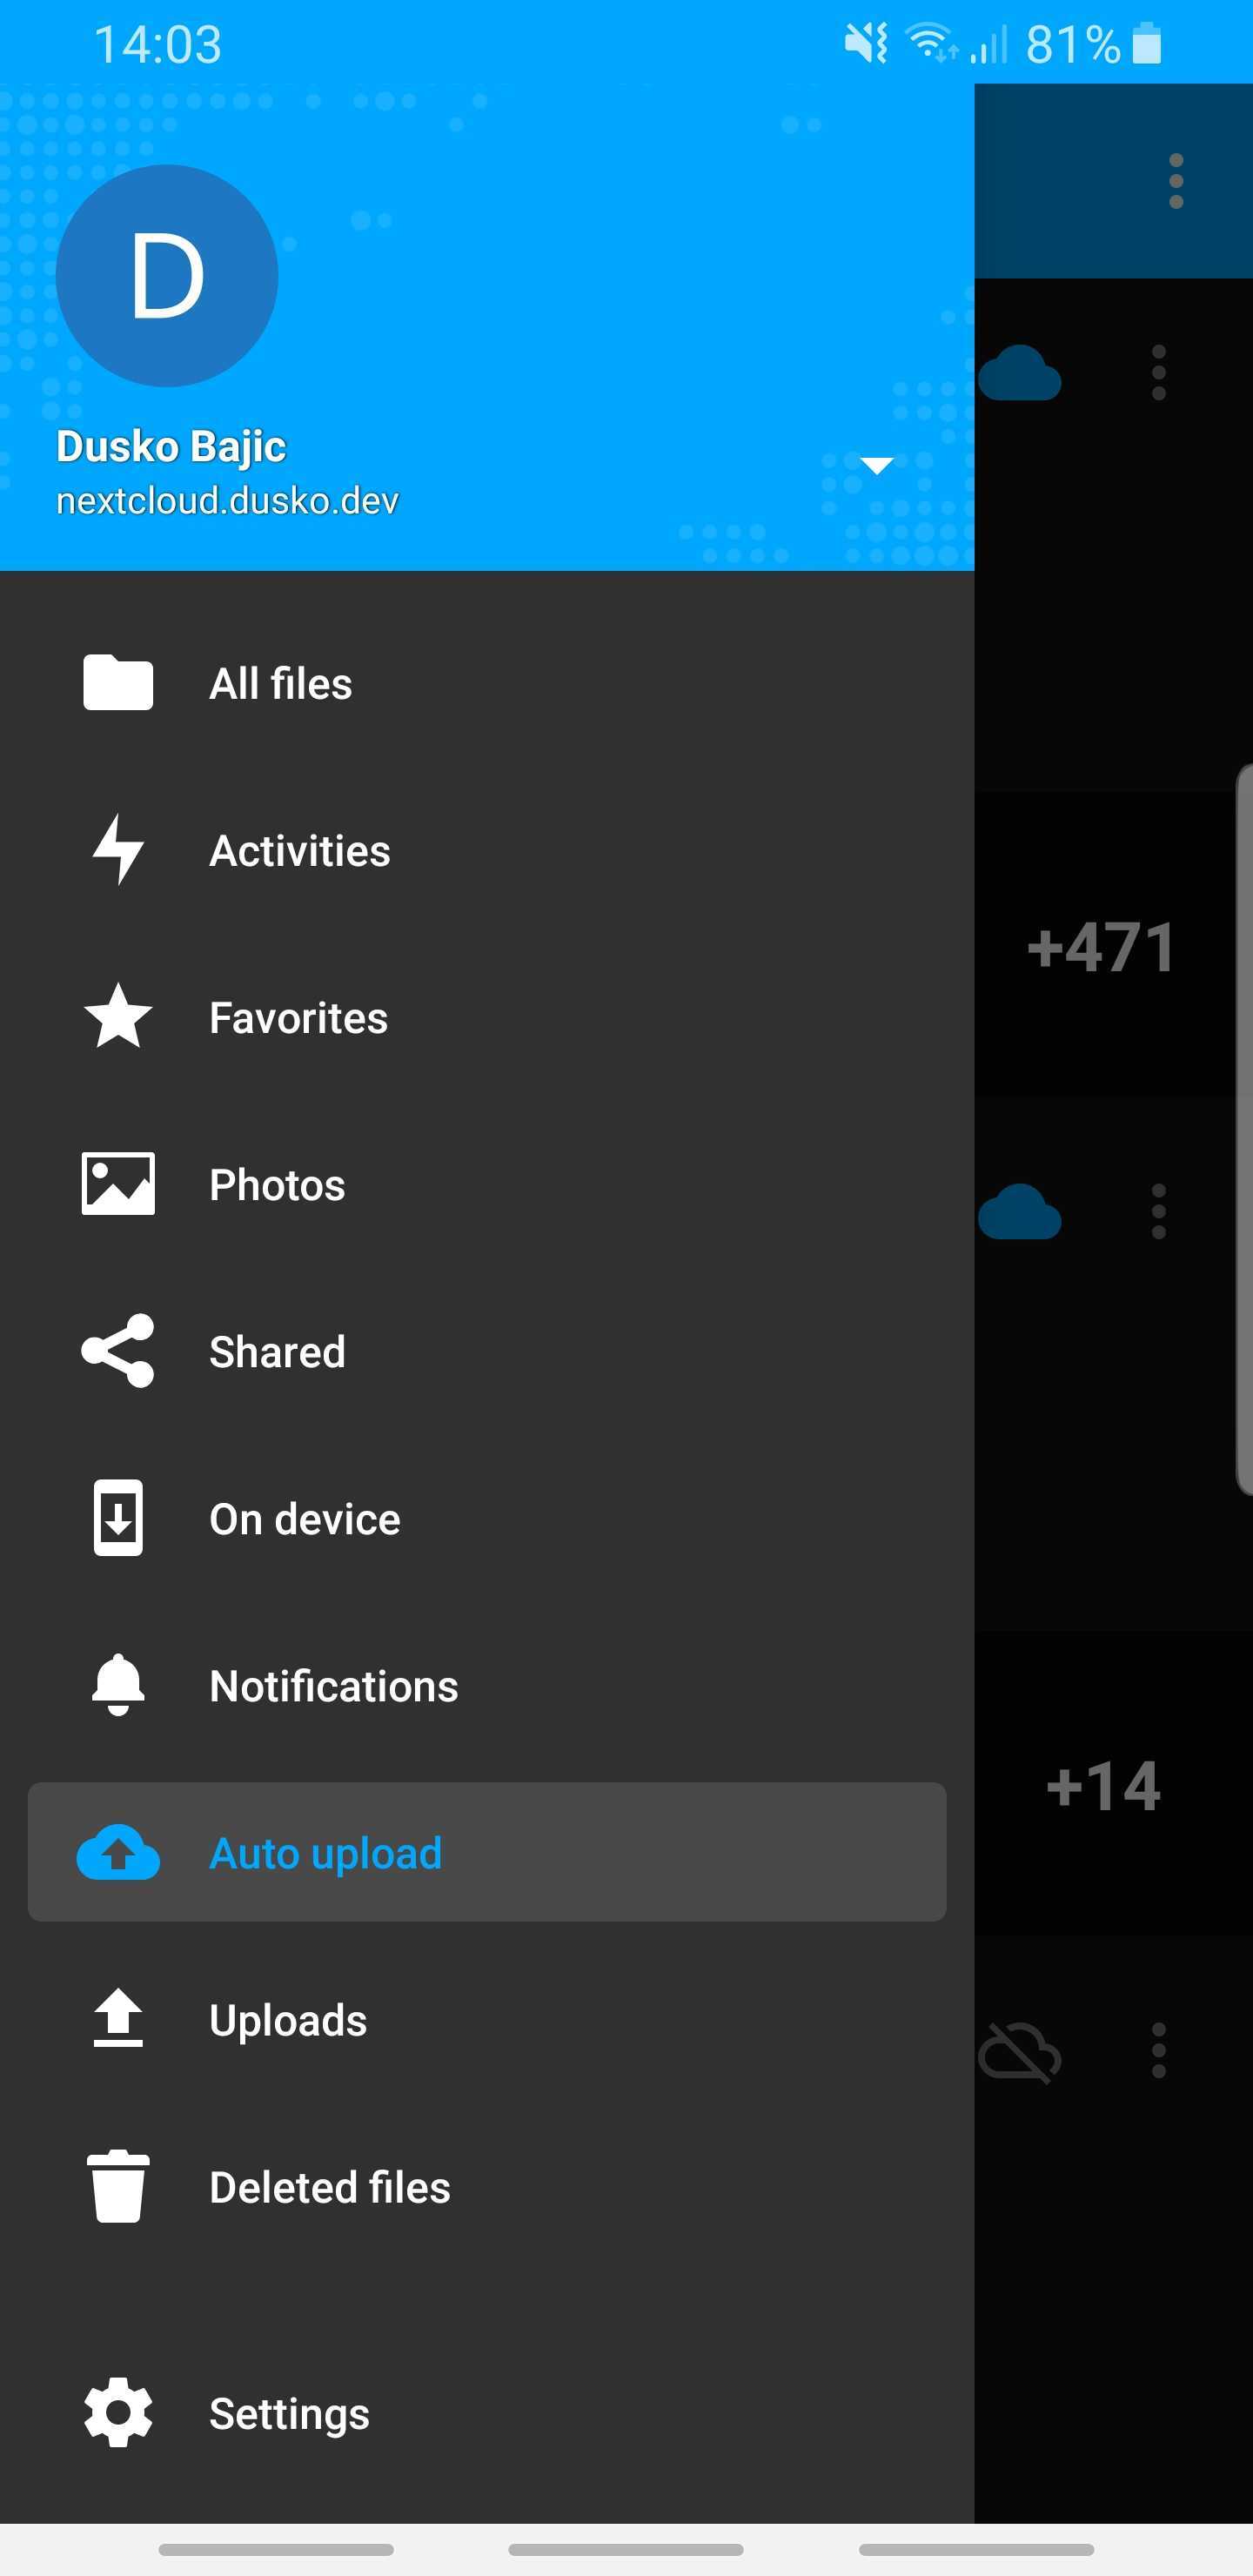 14:03
81%
D
Dusko Bajic
nextcloud.dusko.dev
All files
Activities
+471
Favorites
Photos
Shared
On device
Notifications
+14
Auto upload
Uploads
Deleted files
Settings